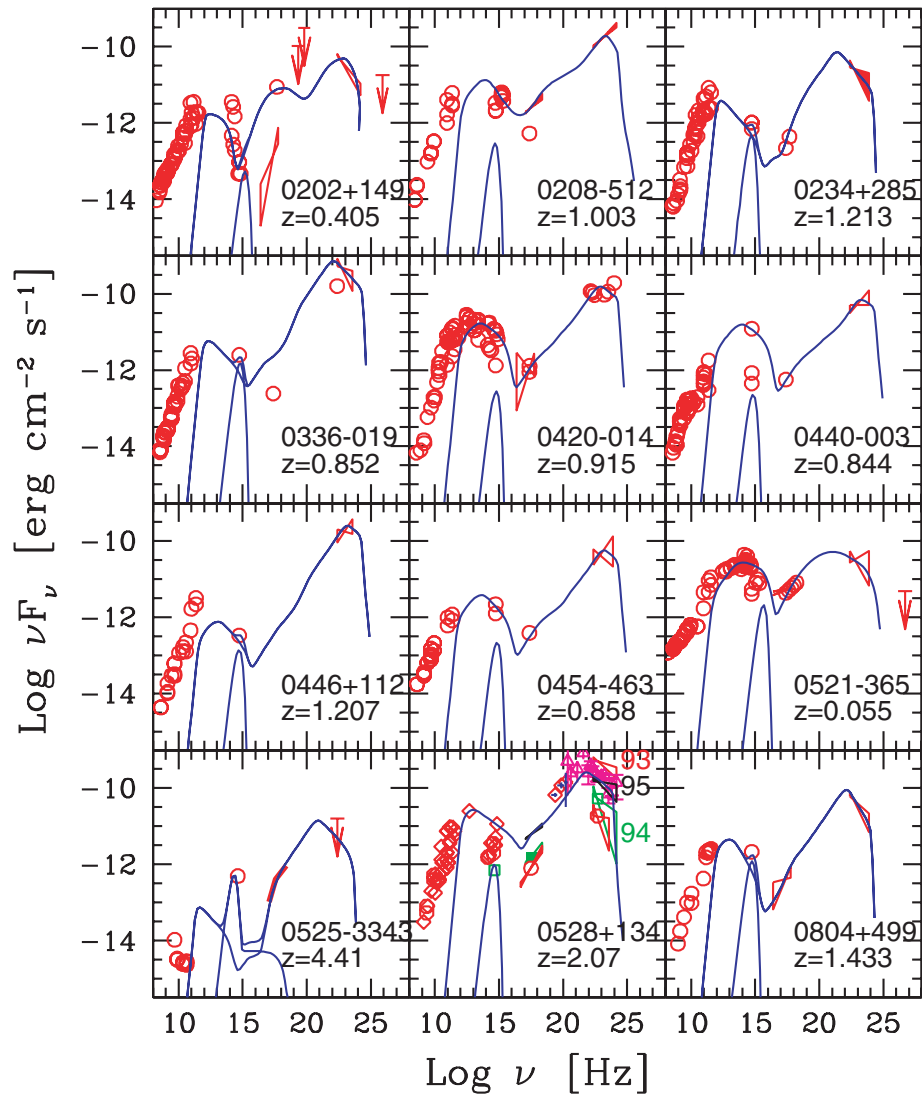 Log νFν [erg cm−2 s−1]
−10
−12
−14
0202+149
z=0.405
0208-512
z=1.003
0234+285
z=1.213
−10
−12
−14
0336-019
z=0.852
0420-014
z=0.915
0440-003
z=0.844
−10
−12
−14
0446+112
z=1.207
0454-463
z=0.858
0521-365
z=0.055
−10
−12
−14
0525-3343
z=4.41
93
95
94
0528+134
z=2.07
0804+499
z=1.433
10 15 20 25 10 15 20 25 10 15 20 25
Log ν [Hz]